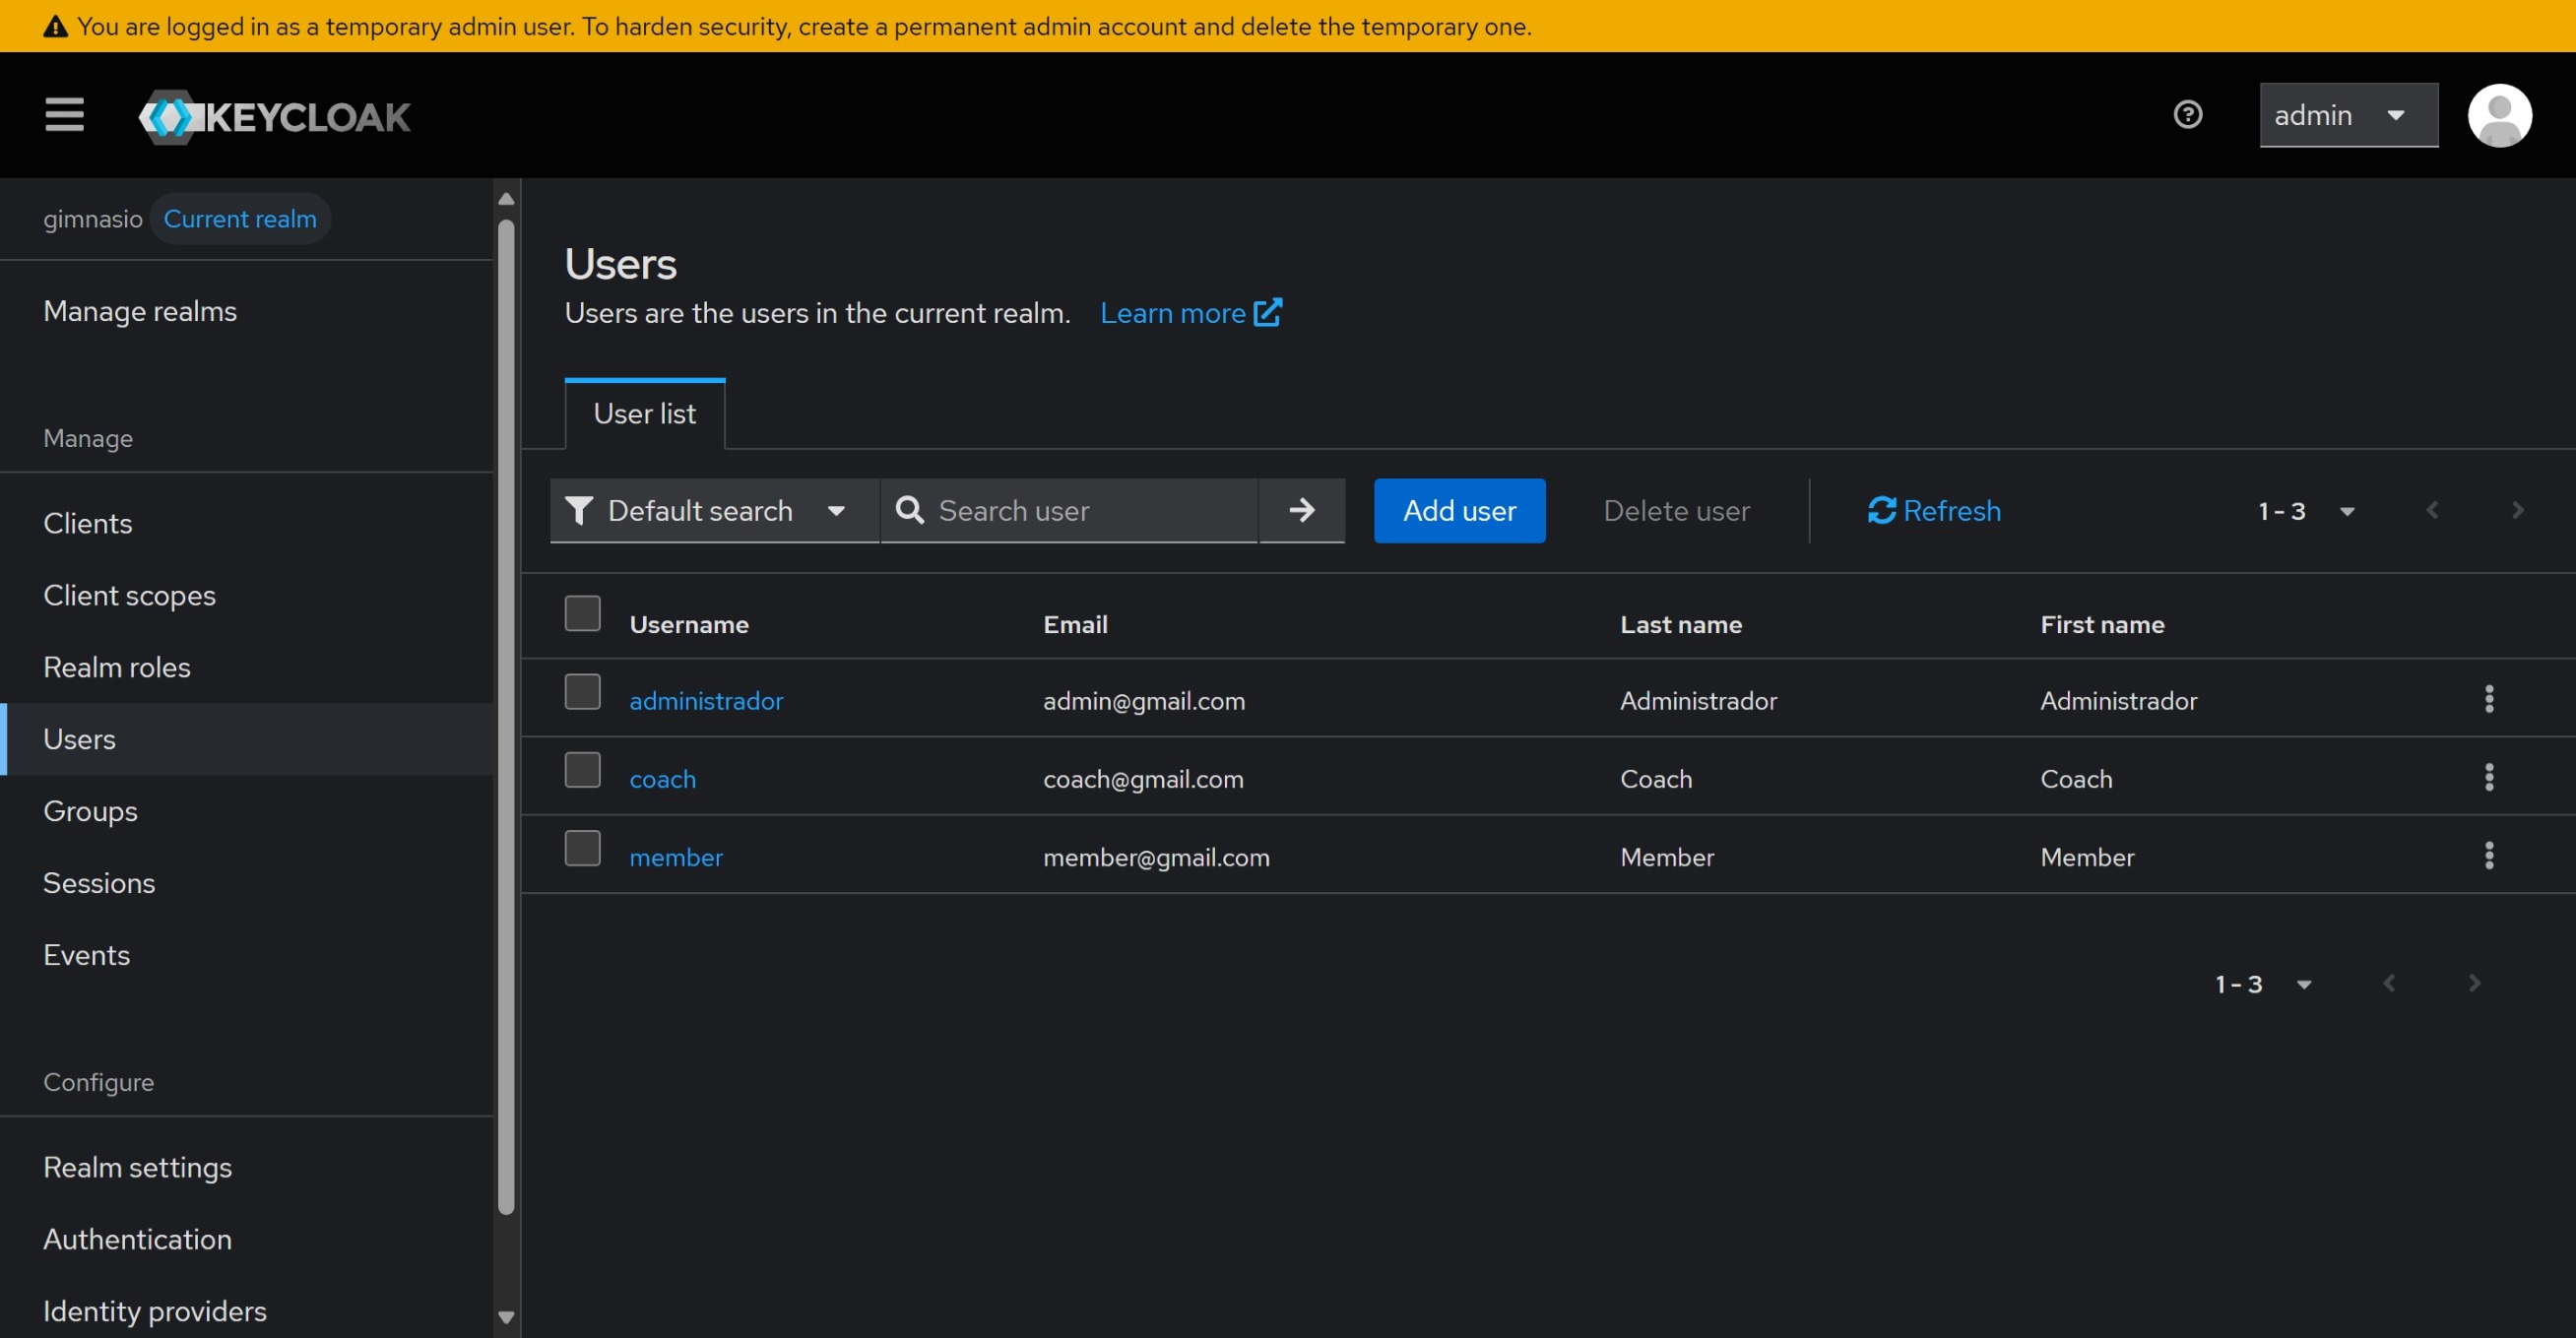 You are logged in as a temporary admin user. To harden security, create a permanent admin account and delete the temporary one.
KEYCLOAK
admin
gimnasio Current realm
Manage realms
Manage
Clients
Client scopes
Realm roles
Users
Groups
Sessions
Events
Configure
Realm settings
Authentication
Identity providers
Users
Users are the users in the current realm. Learn more
User list
Default search Search user Add user Delete user Refresh 1 - 3
Username Email Last name First name
administrador admin@gmail.com Administrador Administrador
coach coach@gmail.com Coach Coach
member member@gmail.com Member Member
1 - 3